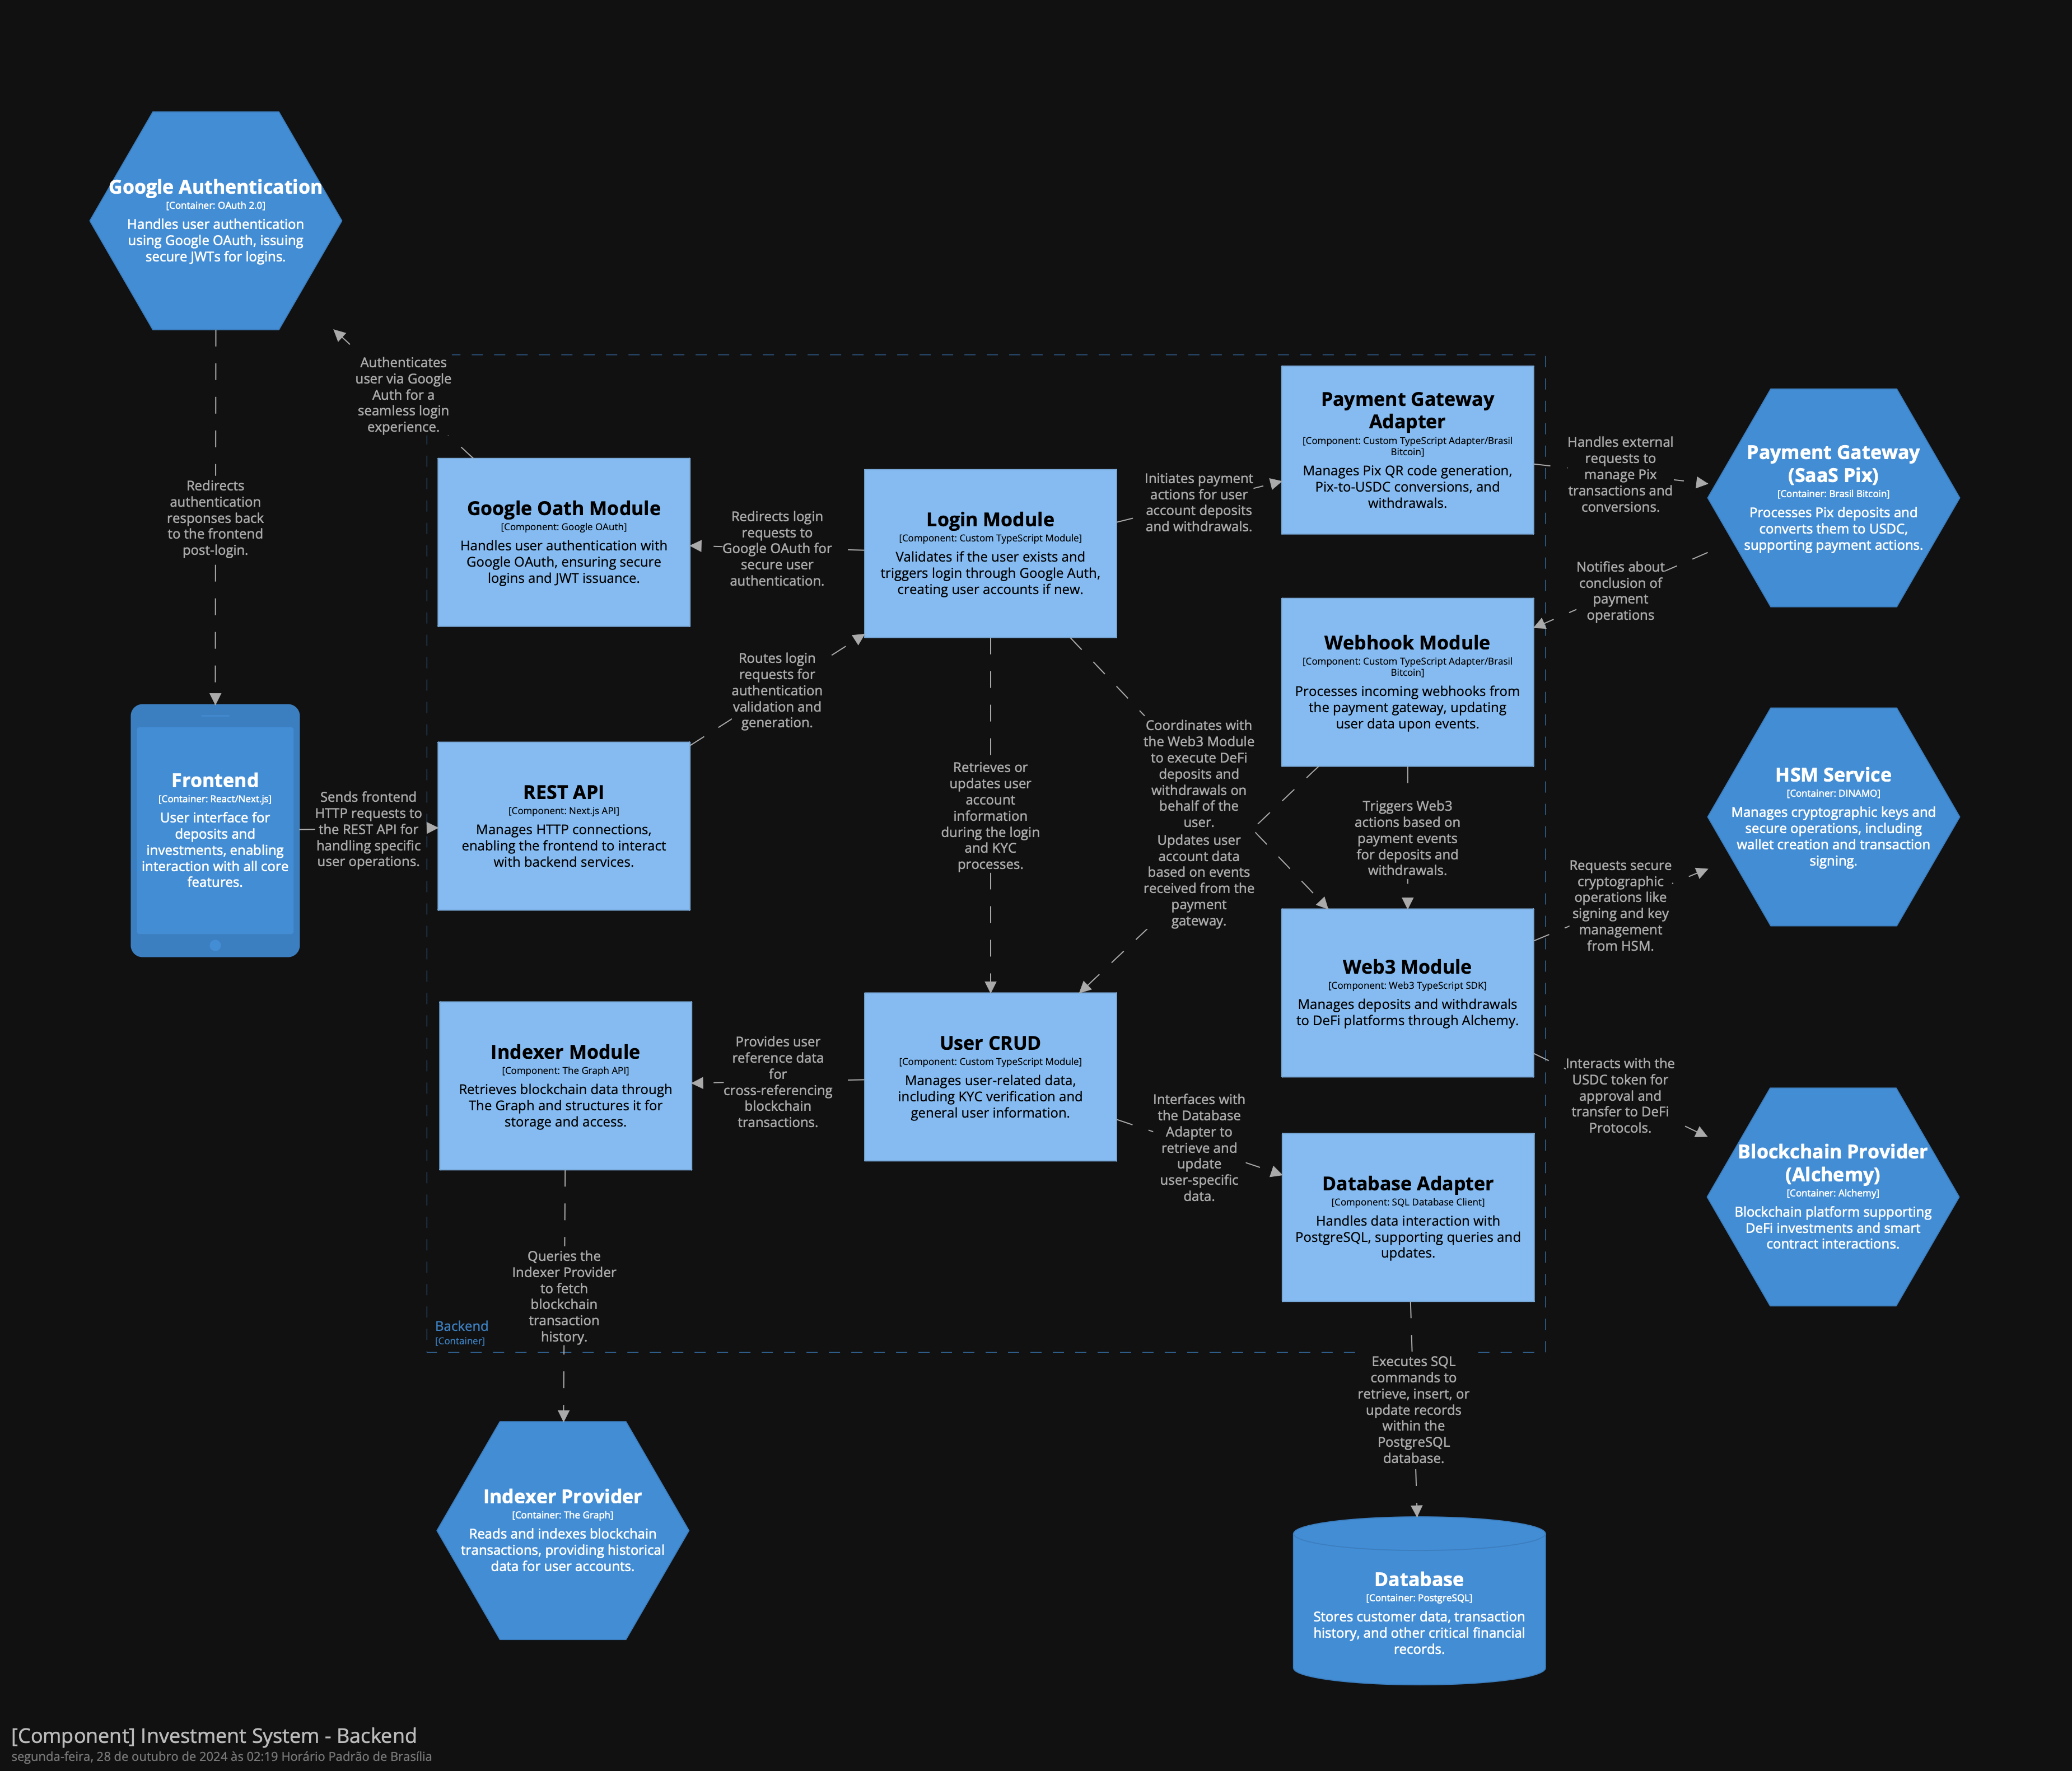 Google Authentication
[Container: OAuth 2.0]
Handles user authentication
using Google OAuth, issuing
secure JWTs for logins.
Authenticates
user via Google
Auth for a
seamless login
experience.
Redirects
authentication
responses back
to the frontend
post-login.
Frontend
[Container: React/Next.js]
User interface for
deposits and
investments, enabling
interaction with all core
features.
Sends frontend
HTTP requests to
the REST API for
handling specific
user operations.
Google Oath Module
[Component: Google OAuth]
Handles user authentication with
Google OAuth, ensuring secure
logins and JWT issuance.
Redirects login
requests to
Google OAuth for
secure user
authentication.
Login Module
[Component: Custom TypeScript Module]
Validates if the user exists and
triggers login through Google Auth,
creating user accounts if new.
Initiates payment
actions for user
account deposits
and withdrawals.
Payment Gateway
Adapter
[Component: Custom TypeScript Adapter/Brasil
Bitcoin]
Manages Pix QR code generation,
Pix-to-USDC conversions, and
withdrawals.
Handles external
requests to
manage Pix
transactions and
conversions.
Payment Gateway
(SaaS Pix)
[Container: Brasil Bitcoin]
Processes Pix deposits and
converts them to USDC,
supporting payment actions.
Notifies about
conclusion of
payment
operations
Webhook Module
[Component: Custom TypeScript Adapter/Brasil
Bitcoin]
Processes incoming webhooks from
the payment gateway, updating
user data upon events.
Routes login
requests for
authentication
validation and
generation.
REST API
[Component: Next.js API]
Manages HTTP connections,
enabling the frontend to interact
with backend services.
Retrieves or
updates user
account
information
during the login
and KYC
processes.
Coordinates with
the Web3 Module
to execute DeFi
deposits and
withdrawals on
behalf of the
user.
Updates user
account data
based on events
received from the
payment
gateway.
Triggers Web3
actions based on
payment events
for deposits and
withdrawals.
HSM Service
[Container: DINAMO]
Manages cryptographic keys and
secure operations, including
wallet creation and transaction
signing.
Requests secure
cryptographic
operations like
signing and key
management
from HSM.
Web3 Module
[Component: Web3 TypeScript SDK]
Manages deposits and withdrawals
to DeFi platforms through Alchemy.
Interacts with the
USDC token for
approval and
transfer to DeFi
Protocols.
Blockchain Provider
(Alchemy)
[Container: Alchemy]
Blockchain platform supporting
DeFi investments and smart
contract interactions.
Indexer Module
[Component: The Graph API]
Retrieves blockchain data through
The Graph and structures it for
storage and access.
Provides user
reference data
for
cross-referencing
blockchain
transactions.
User CRUD
[Component: Custom TypeScript Module]
Manages user-related data,
including KYC verification and
general user information.
Interfaces with
the Database
Adapter to
retrieve and
update
user-specific
data.
Database Adapter
[Component: SQL Database Client]
Handles data interaction with
PostgreSQL, supporting queries and
updates.
Queries the
Indexer Provider
to fetch
blockchain
transaction
history.
Backend
[Container]
Executes SQL
commands to
retrieve, insert, or
update records
within the
PostgreSQL
database.
Indexer Provider
[Container: The Graph]
Reads and indexes blockchain
transactions, providing historical
data for user accounts.
Database
[Container: PostgreSQL]
Stores customer data, transaction
history, and other critical financial
records.
[Component] Investment System - Backend
segunda-feira, 28 de outubro de 2024 às 02:19 Horário Padrão de Brasília